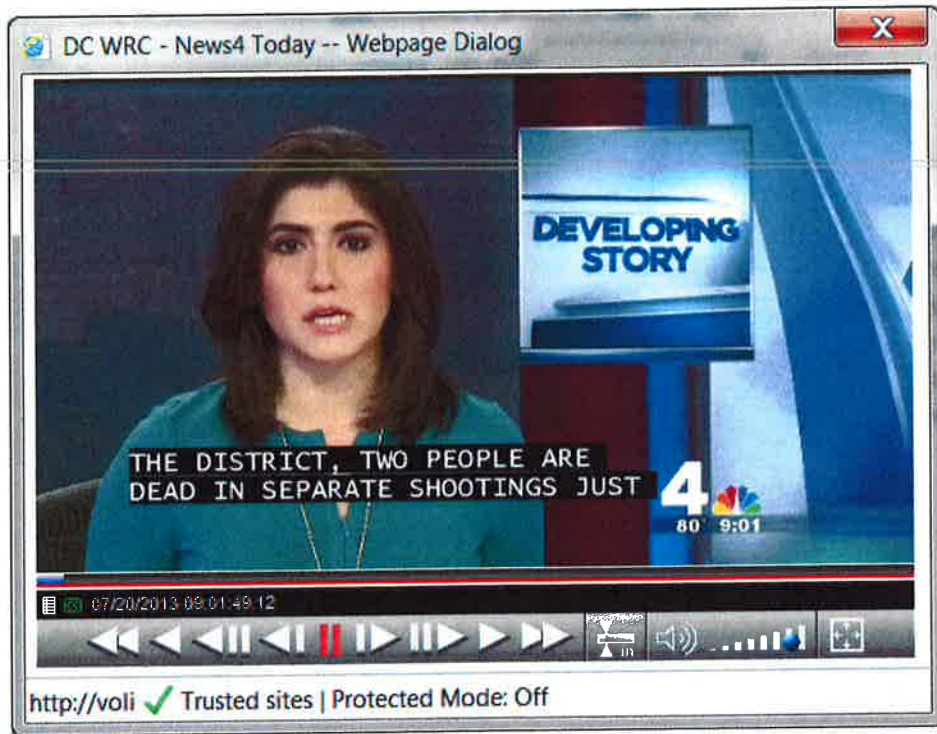 DC WRC - News4 Today -- Webpage Dialog
X
DEVELOPING
STORY
THE DISTRICT, TWO PEOPLE ARE
DEAD IN SEPARATE SHOOTINGS JUST
4
80° 9:01
07/20/2013 09:01:49.12
in
http://voli Trusted sites | Protected Mode: Off